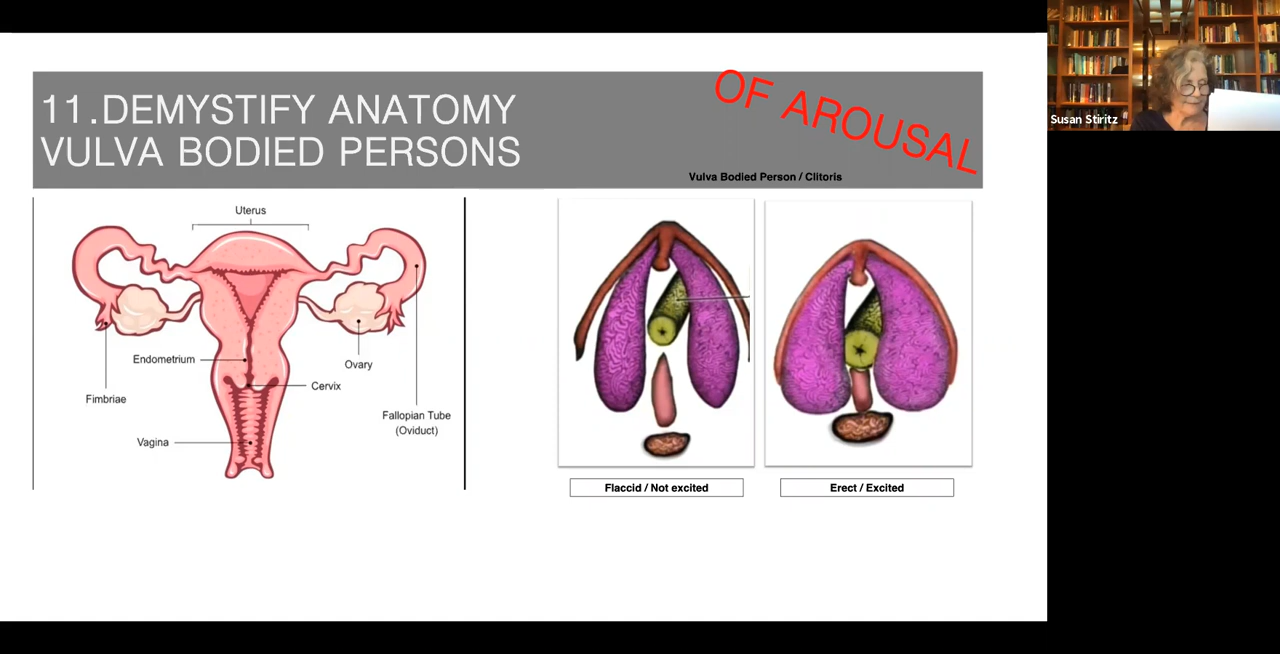 11.DEMYSTIFY ANATOMY
VULVA BODIED PERSONS
OF AROUSAL
Vulva Bodied Person / Clitoris
Susan Stiritz
Uterus
Endometrium
Ovary
Cervix
Fimbriae
Fallopian Tube
(Oviduct)
Vagina
Flaccid / Not excited
Erect / Excited